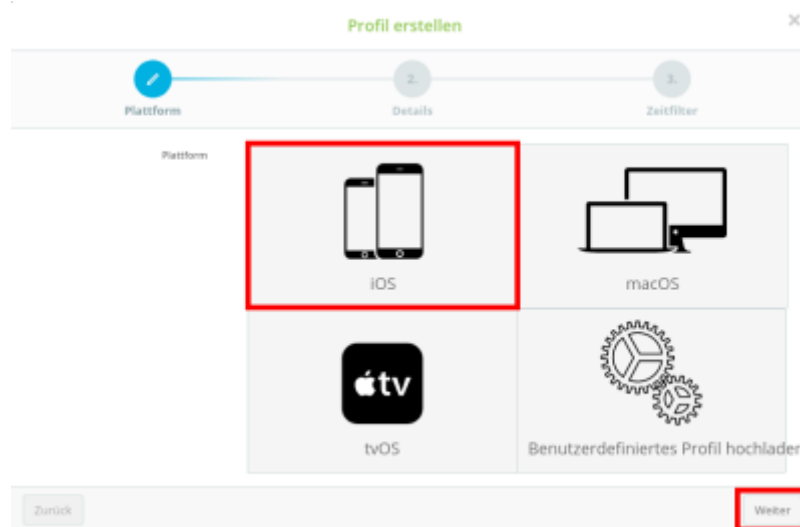 Profil erstellen
×
2.
3.
Plattform
Details
Zeitfilter
Plattform
iOS
macOS
tv
tvOS
Benutzerdefiniertes Profil hochladen
Zurück
Weiter